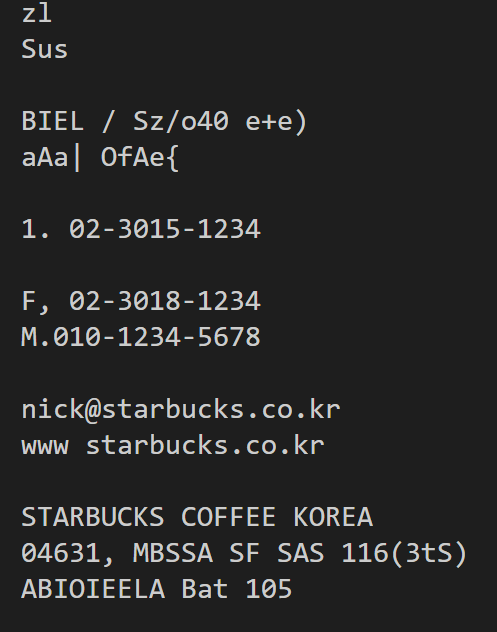 zl
Sus
BIEL / Sz/o40 e+e)
aAa| OfAe{
1. 02-3015-1234
F, 02-3018-1234
M.010-1234-5678
nick@starbucks.co.kr
www starbucks.co.kr
STARBUCKS COFFEE KOREA
04631, MBSSA SF SAS 116(3tS)
ABIOIEELA Bat 105